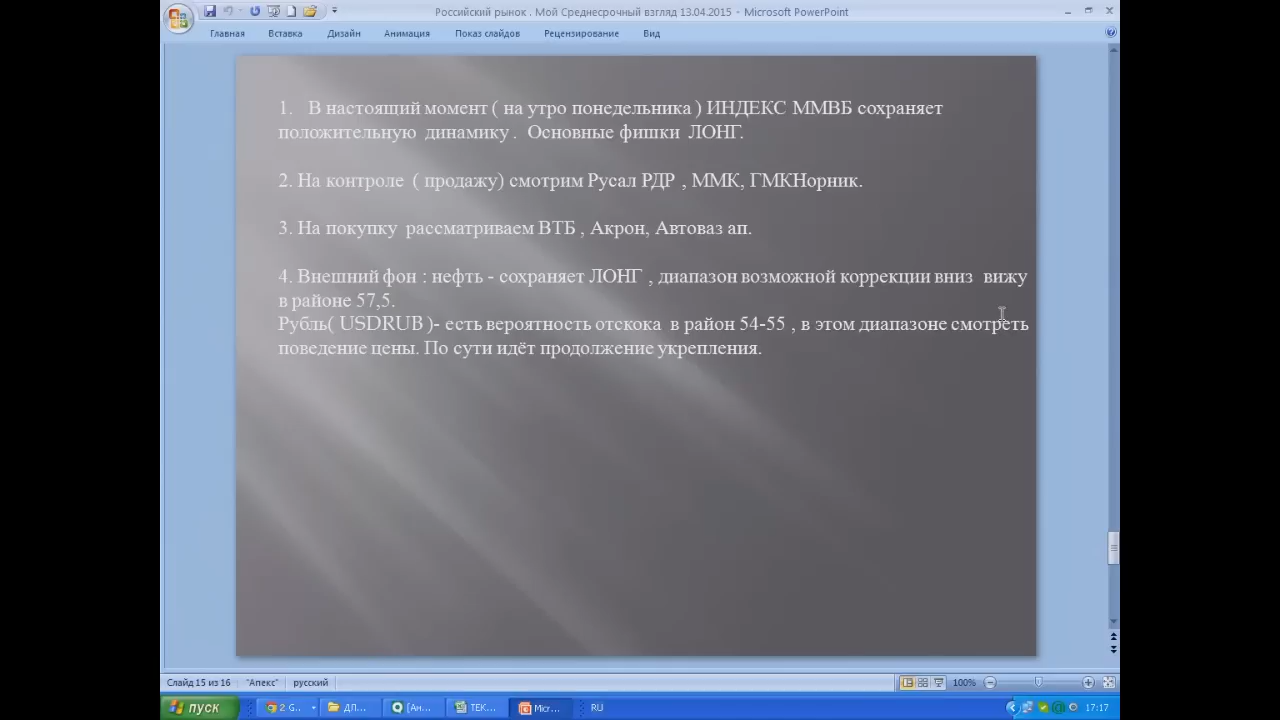 Российский рынок . Мой Среднесрочный взгляд 13.04.2015 - Microsoft PowerPoint
Главная Вставка Дизайн Анимация Показ слайдов Рецензирование Вид
1. В настояший момент ( на утро понедельника ) ИНДЕКС ММВБ сохраняет
положительную динамику . Основные фишки ЛОНГ.
2. На контроле ( продажу) смотрим Русал РДР , ММК, ГМКНорник.
3. На покупку рассматриваем ВТБ , Акрон, Автоваз ап.
4. Внешний фон : нефть - сохраняет ЛОНГ , диапазон возможной коррекции вниз вижу
в районе 57,5.
Рубль( USDRUB )- есть вероятность отскока в район 54-55 , в этом диапазоне смотреть
поведение цены. По сути идёт продолжение укрепления.
Слайд 15 из 16 "Апекс" русский 100%
пуск 2 G... ДП... [Ан... ТЕК... Micr... RU 17:17